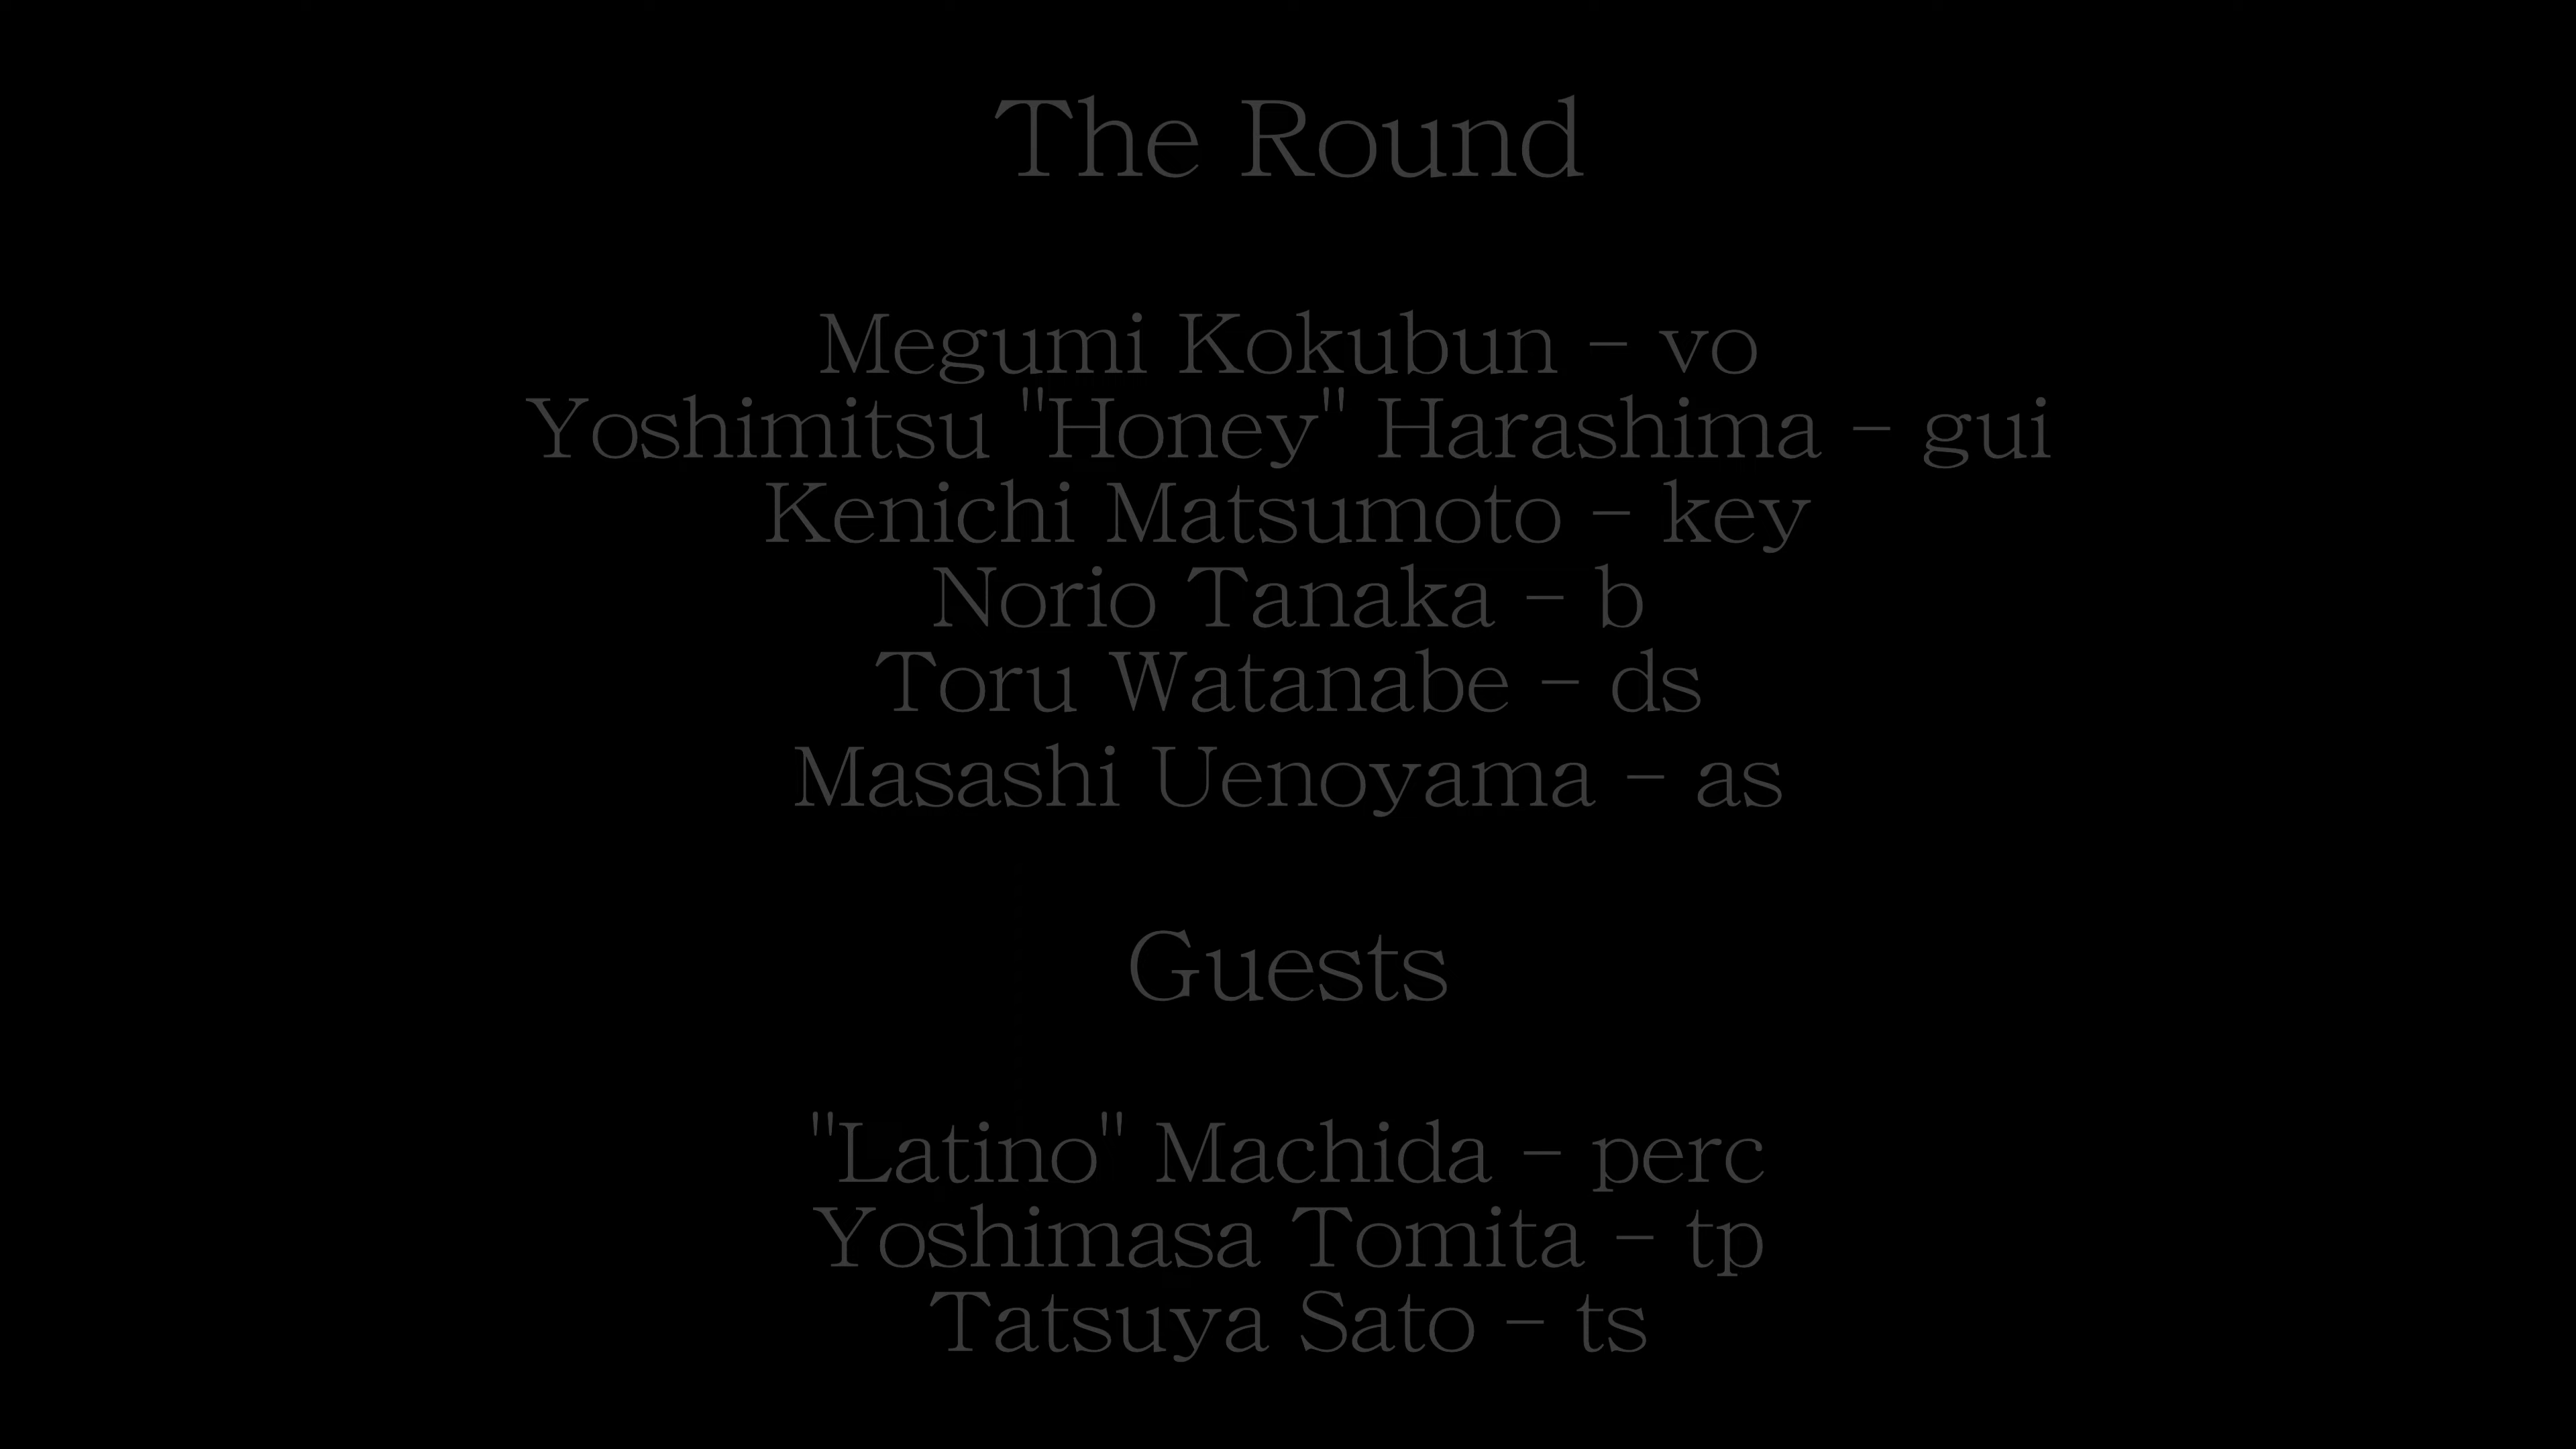 The Round
Megumi Kokubun – vo
Yoshimitsu "Honey" Harashima – gui
Kenichi Matsumoto – key
Norio Tanaka – b
Toru Watanabe – ds
Masashi Uenoyama – as
Guests
"Latino" Machida – perc
Yoshimasa Tomita – tp
Tatsuya Sato – ts